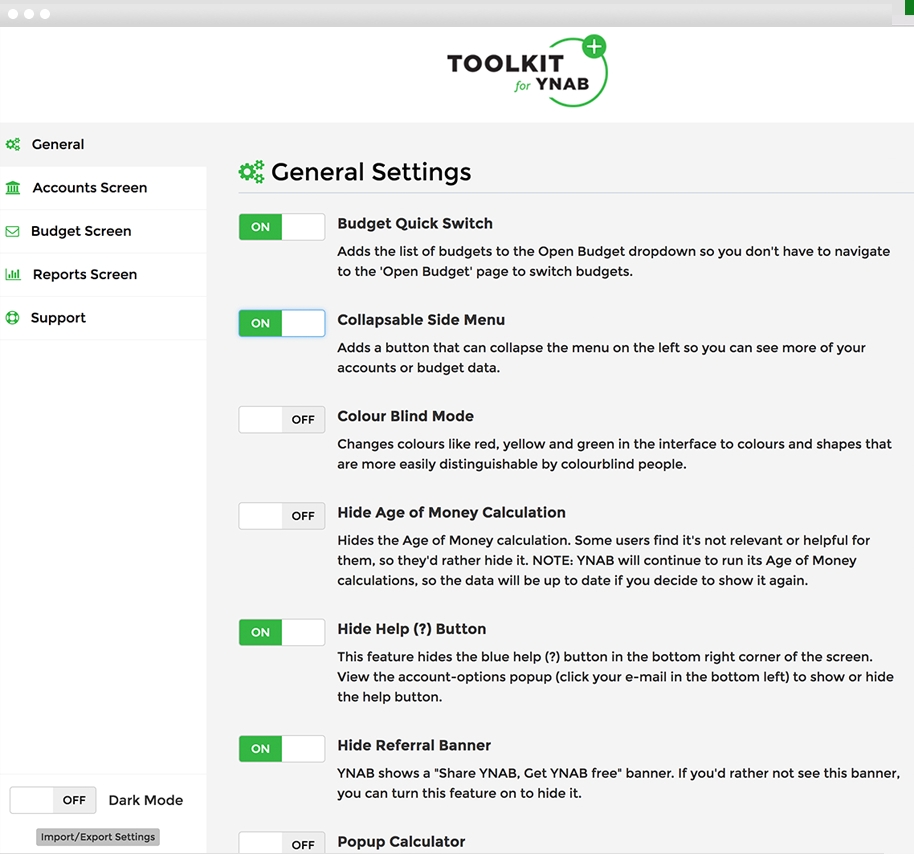 TOOLKIT
for YNAB
General
Accounts Screen
Budget Screen
Reports Screen
Support
General Settings
ON
Budget Quick Switch
Adds the list of budgets to the Open Budget dropdown so you don't have to navigate
to the 'Open Budget' page to switch budgets.
ON
Collapsable Side Menu
Adds a button that can collapse the menu on the left so you can see more of your
accounts or budget data.
OFF
Colour Blind Mode
Changes colours like red, yellow and green in the interface to colours and shapes that
are more easily distinguishable by colourblind people.
OFF
Hide Age of Money Calculation
Hides the Age of Money calculation. Some users find it's not relevant or helpful for
them, so they'd rather hide it. NOTE: YNAB will continue to run its Age of Money
calculations, so the data will be up to date if you decide to show it again.
ON
Hide Help (?) Button
This feature hides the blue help (?) button in the bottom right corner of the screen.
View the account-options popup (click your e-mail in the bottom left) to show or hide
the help button.
ON
Hide Referral Banner
YNAB shows a "Share YNAB, Get YNAB free" banner. If you'd rather not see this banner,
you can turn this feature on to hide it.
OFF
Popup Calculator
OFF
Dark Mode
Import/Export Settings